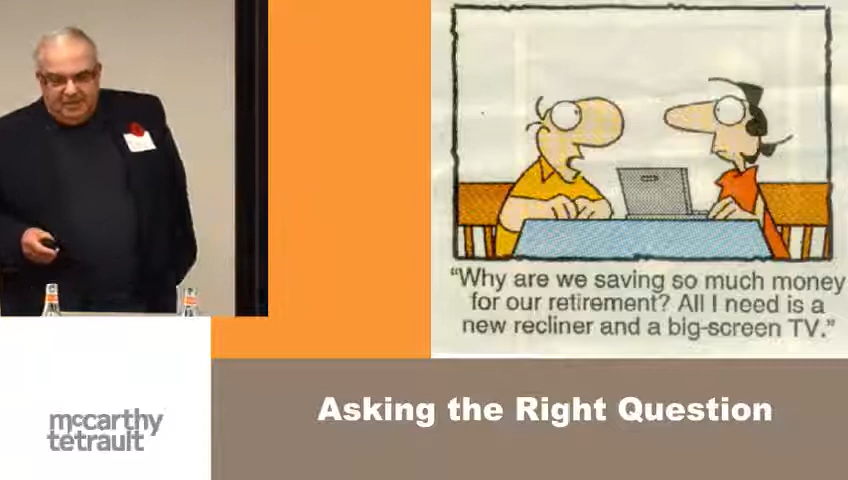 “Why are we saving so much money
for our retirement? All I need is a
new recliner and a big-screen TV.”
Asking the Right Question
mccarthy
tetrault